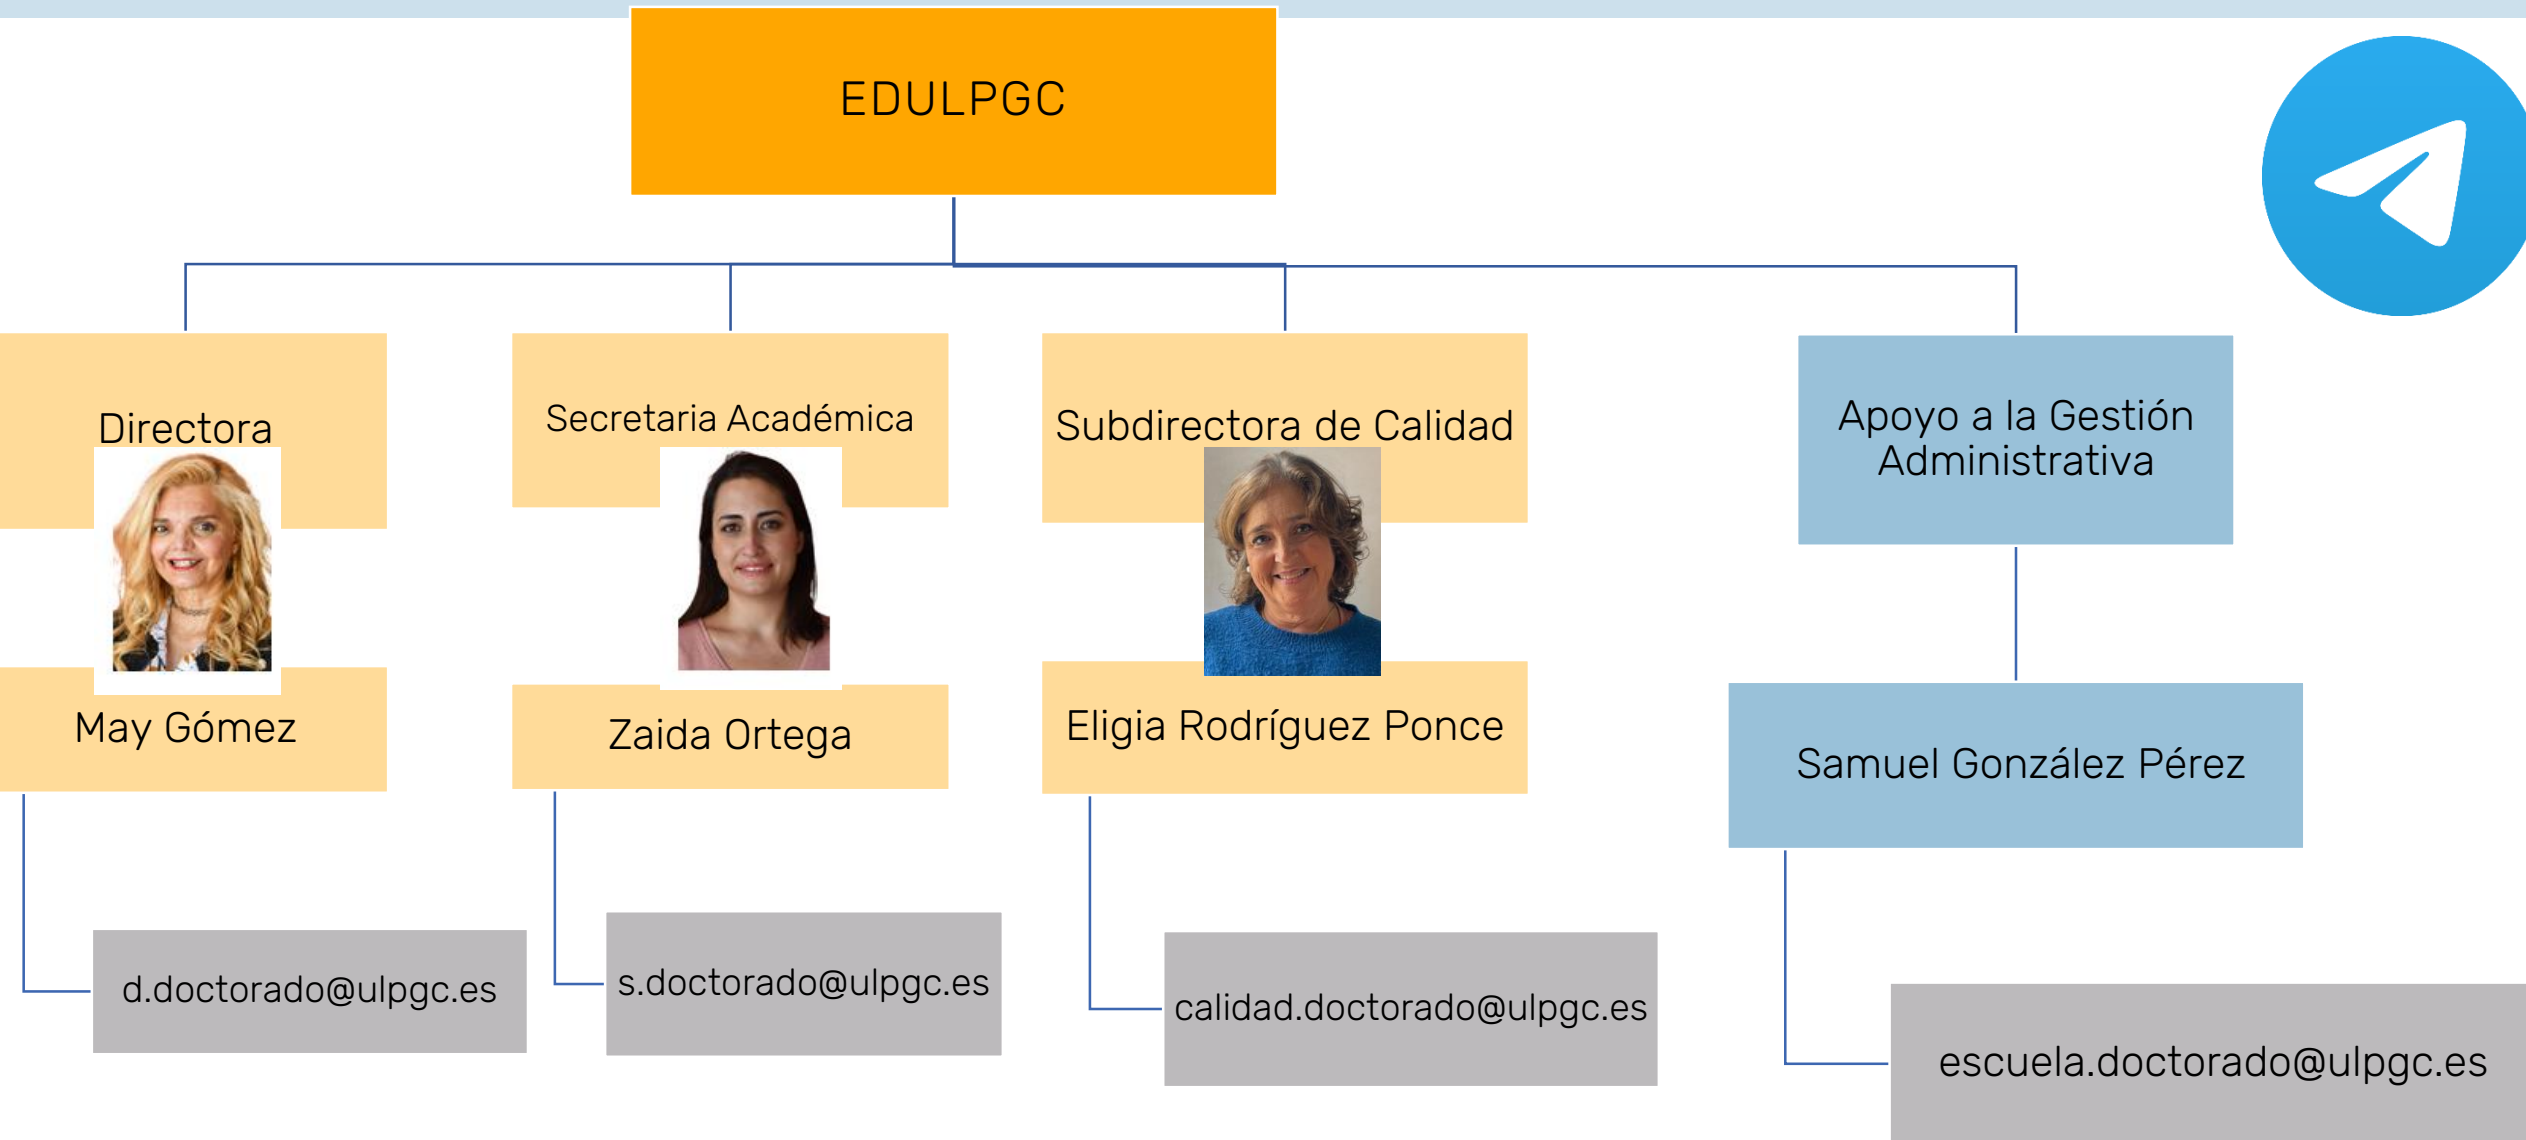 EDULPGC
Directora
Secretaria Académica
Subdirectora de Calidad
Apoyo a la Gestión
Administrativa
May Gómez
Zaida Ortega
Eligia Rodríguez Ponce
Samuel González Pérez
d.doctorado@ulpgc.es
s.doctorado@ulpgc.es
calidad.doctorado@ulpgc.es
escuela.doctorado@ulpgc.es